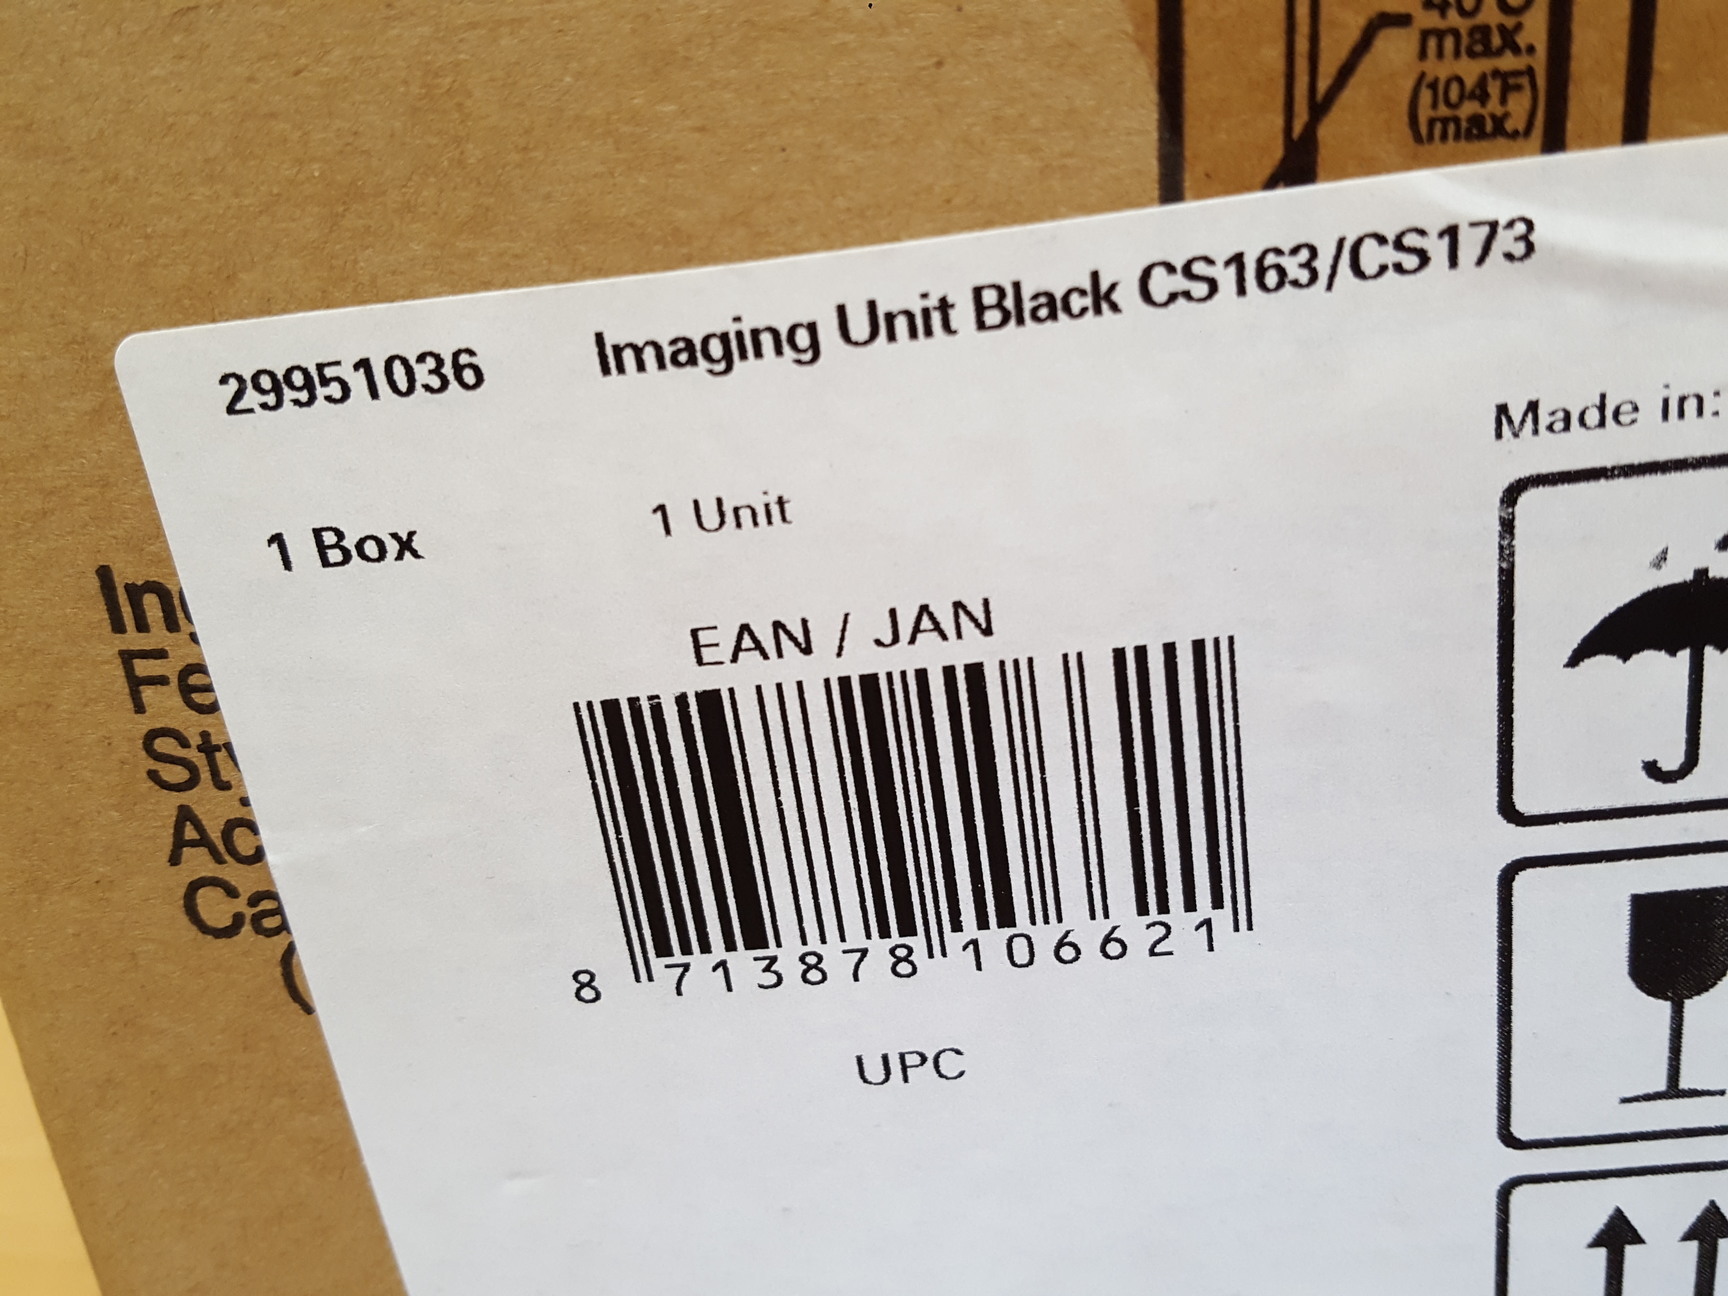 max.
(104°F)
max.)
29951036 Imaging Unit Black CS163/CS173
Made in:
1 Box 1 Unit
EAN / JAN
8 713878 106621
UPC